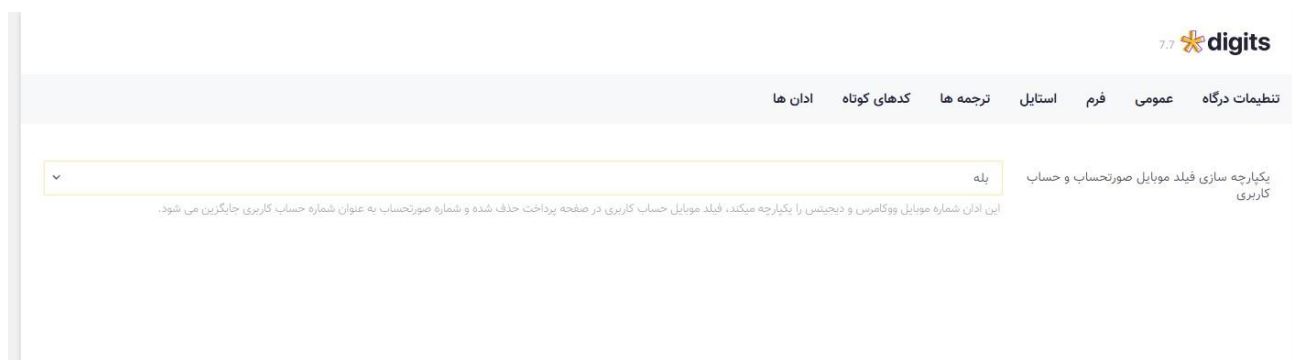 digits 7.7
تنظیمات درگاه عمومی فرم استایل ترجمه ها کدهای کوتاه ادان ها
یکپارچه سازی فیلد موبایل صورتحساب و حساب
کاربری
بله
این ادان شماره موبایل ووکامرس و دیجیتس را یکپارچه میکند، فیلد موبایل حساب کاربری در صفحه پرداخت حذف شده و شماره صورتحساب به عنوان شماره حساب کاربری جایگزین می شود.